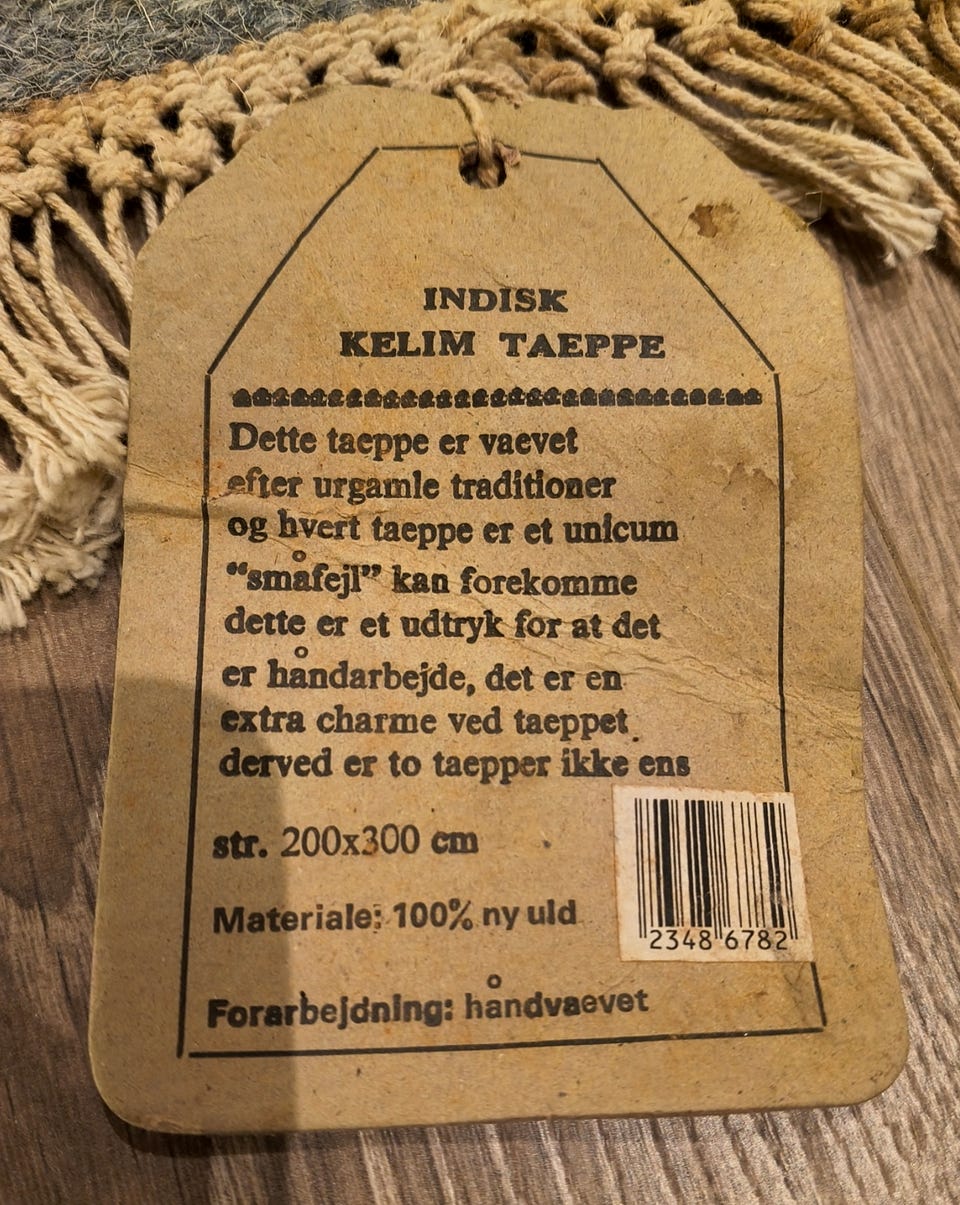 INDISK
KELIM TAEPPE
Dette taeppe er vaevet
efter urgamle traditioner
og hvert taeppe er et unicum
“småfejl” kan forekomme
dette er et udtryk for at det
er håndarbejde, det er en
extra charme ved taeppet.
derved er to taepper ikke ens
str. 200x300 cm
Materiale: 100% ny uld
2348 6782
Forarbejdning: håndvaevet